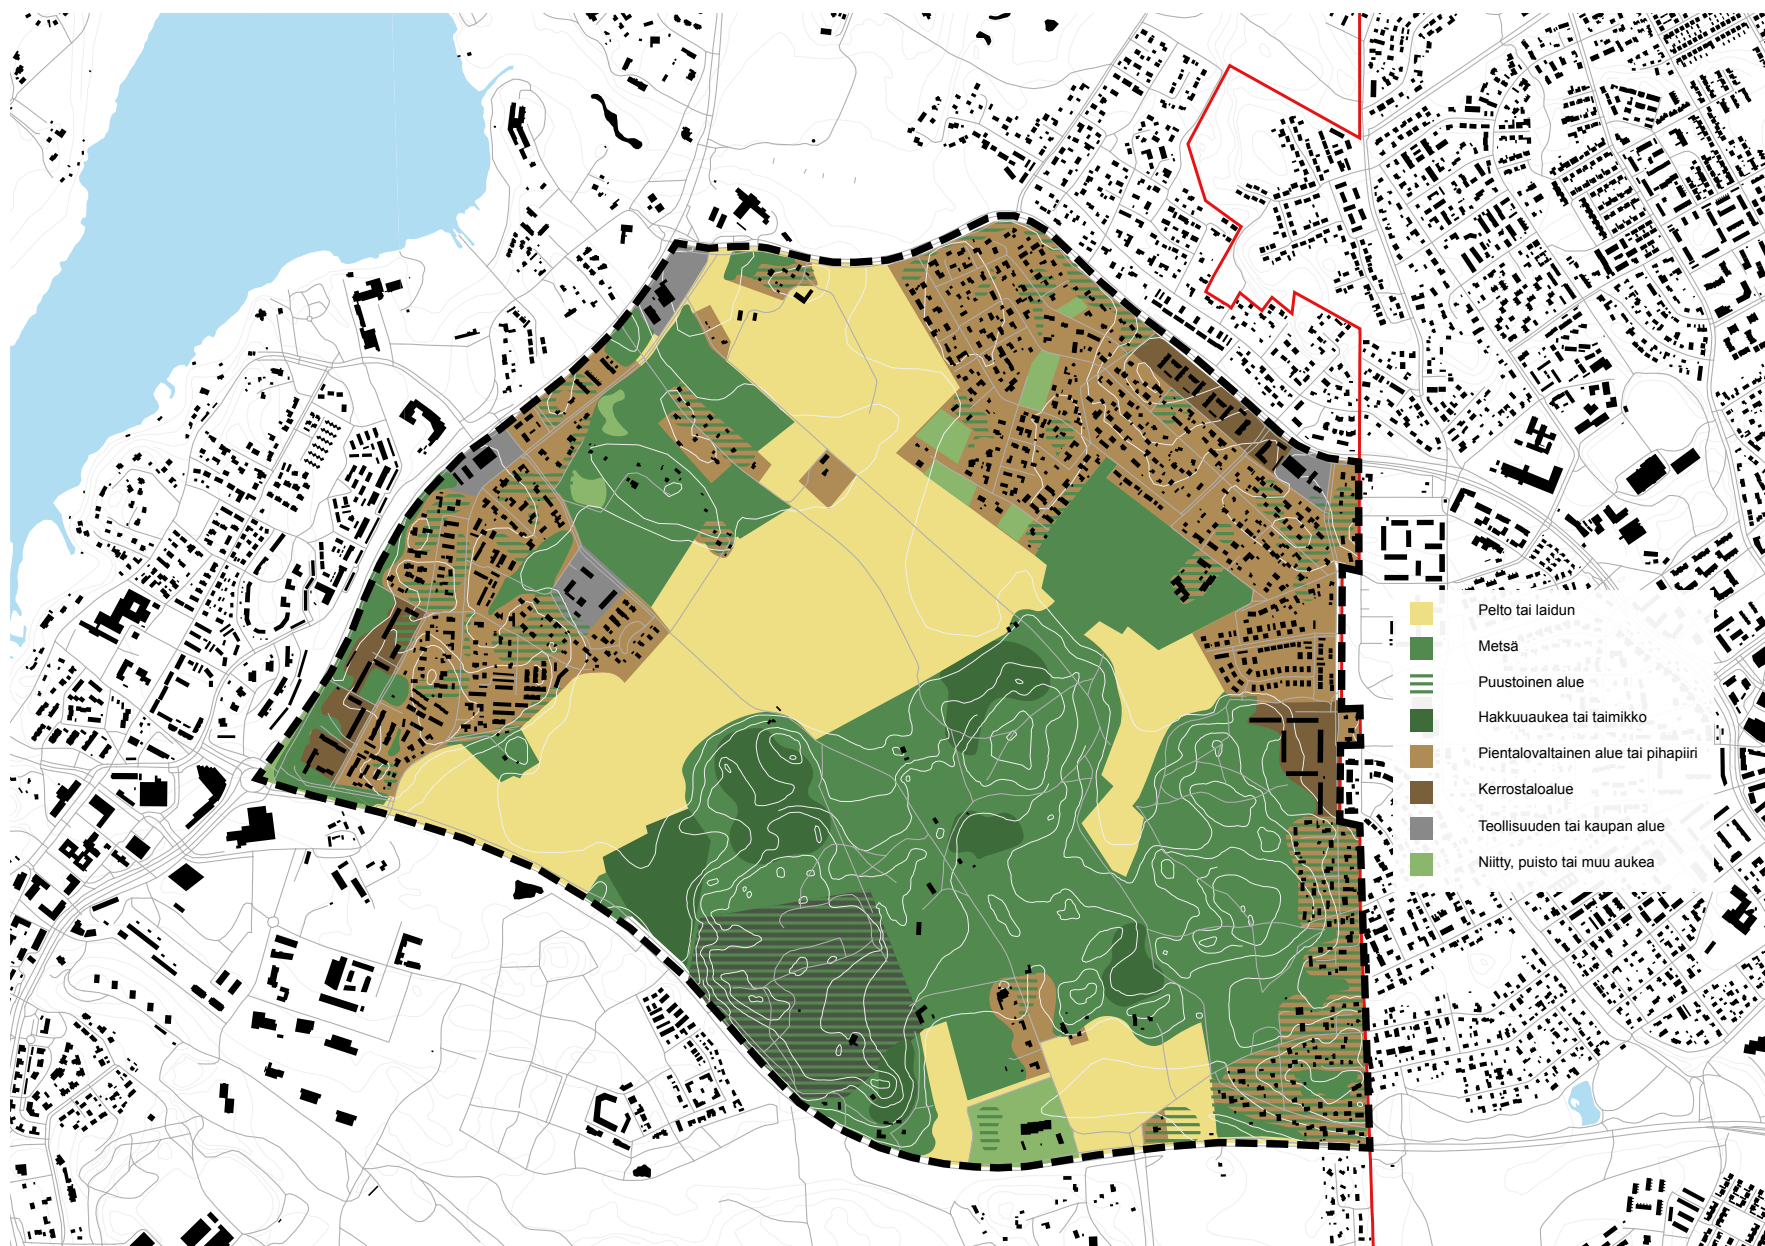 Pelto tai laidun
Metsä
Puustoinen alue
Hakkuuaukea tai taimikko
Pientalovaltainen alue tai pihapiiri
Kerrostaloalue
Teollisuuden tai kaupan alue
Niitty, puisto tai muu aukea